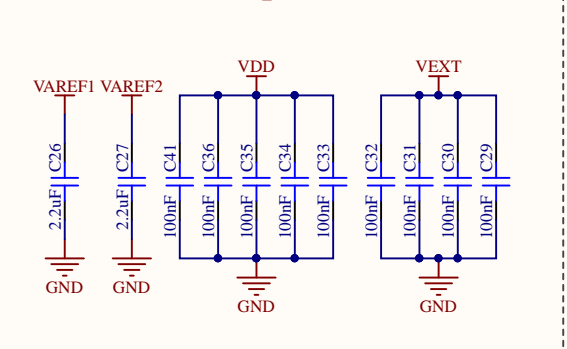 VDD
VEXT
VAREF1 VAREF2
C26
2.2uF
C27
2.2uF
C41
100nF
C36
100nF
C35
100nF
C34
100nF
C33
100nF
C32
100nF
C31
100nF
C30
100nF
C29
100nF
GND
GND
GND
GND